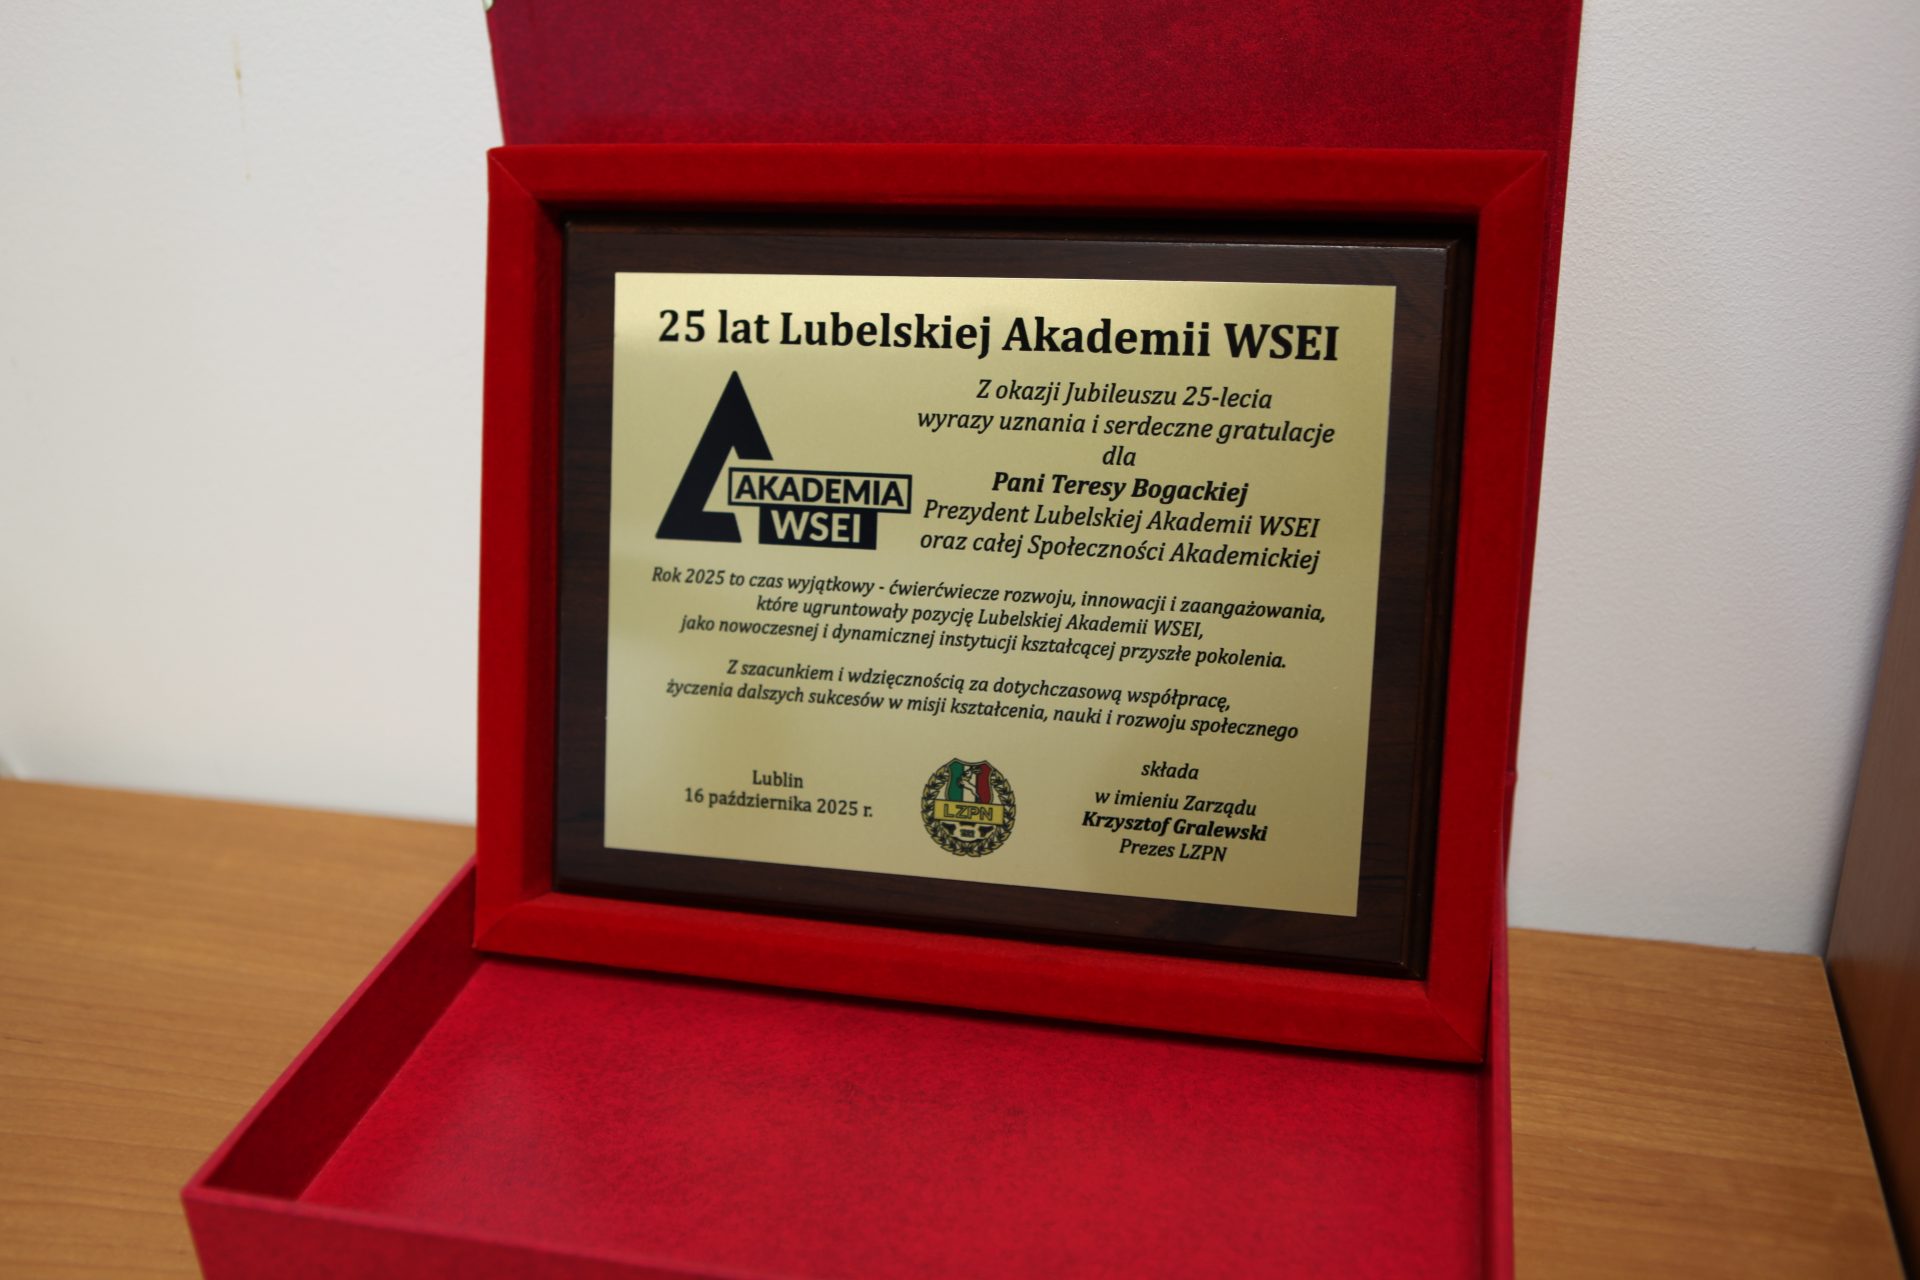 25 lat Lubelskiej Akademii WSEI
AKADEMIA
WSEI
Z okazji Jubileuszu 25-lecia
wyrazy uznania i serdeczne gratulacje
dla
Pani Teresy Bogackiej
Prezydent Lubelskiej Akademii WSEI
oraz całej Społeczności Akademickiej
Rok 2025 to czas wyjątkowy - ćwierćwiecze rozwoju, innowacji i zaangażowania,
które ugruntowały pozycję Lubelskiej Akademii WSEI,
jako nowoczesnej i dynamicznej instytucji kształcącej przyszłe pokolenia.
Z szacunkiem i wdzięcznością za dotychczasową współpracę,
życzenia dalszych sukcesów w misji kształcenia, nauki i rozwoju społecznego
Lublin
16 października 2025 r.
LZPN
składa
w imieniu Zarządu
Krzysztof Gralewski
Prezes LZPN